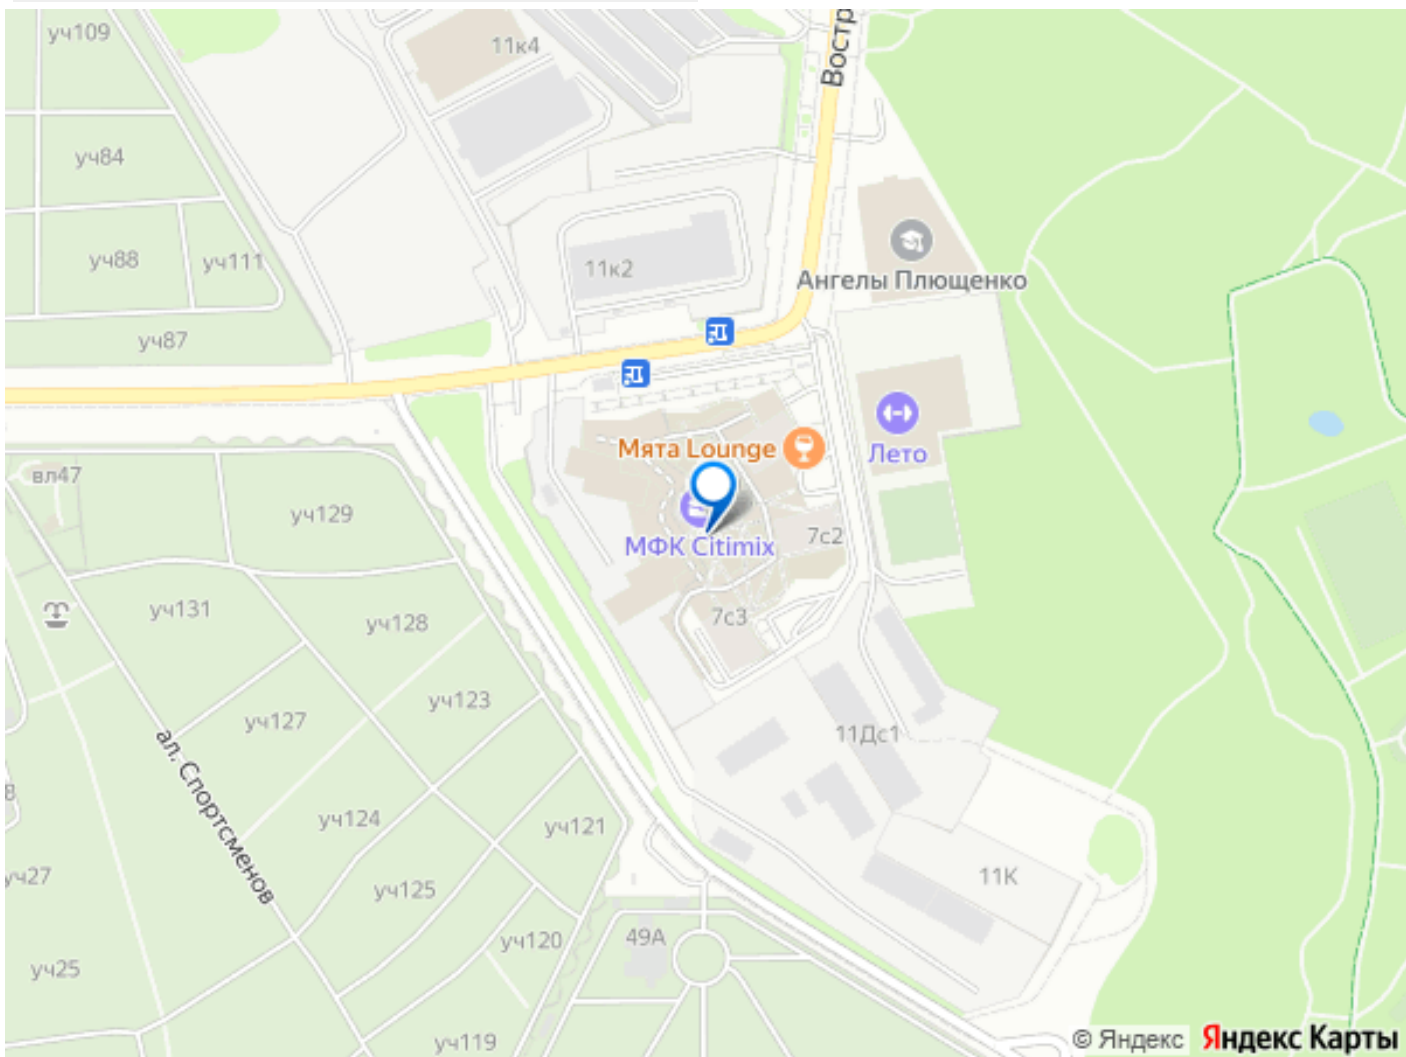 уч109
11к4
Востр
уч84
уч88
уч111
11к2
Ангелы Плющенко
уч87
Мята Lounge
Лето
вл47
уч129
МФК Citimix
7с2
уч131
уч128
7с3
уч123
уч127
11Дс1
ал. Спортсменов
8
уч124
уч121
уч27
уч125
11К
49А
уч120
уч25
уч119
© Яндекс Яндекс Карты